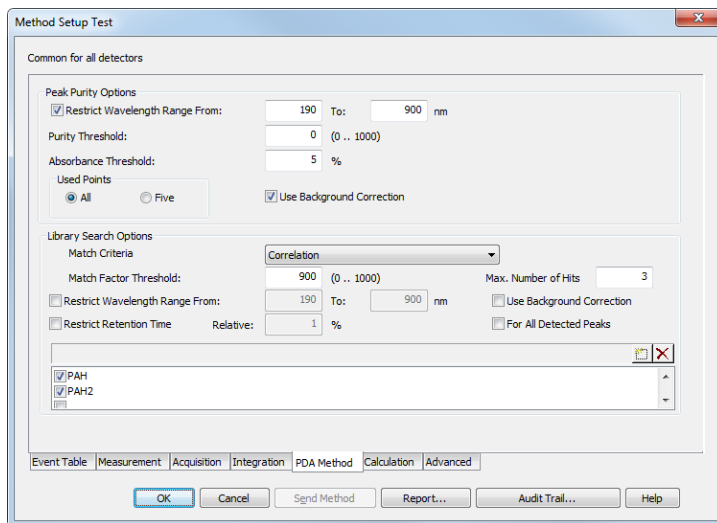 Method Setup Test
Common for all detectors
Peak Purity Options
Restrict Wavelength Range From: 190 To: 900 nm
Purity Threshold: 0 (0 .. 1000)
Absorbance Threshold: 5 %
Used Points
All Five Use Background Correction
Library Search Options
Match Criteria Correlation
Match Factor Threshold: 900 (0 .. 1000) Max. Number of Hits 3
Restrict Wavelength Range From: 190 To: 900 nm Use Background Correction
Restrict Retention Time Relative: 1 % For All Detected Peaks
PAH
PAH2
Event Table Measurement Acquisition Integration PDA Method Calculation Advanced
OK Cancel Send Method Report... Audit Trail... Help